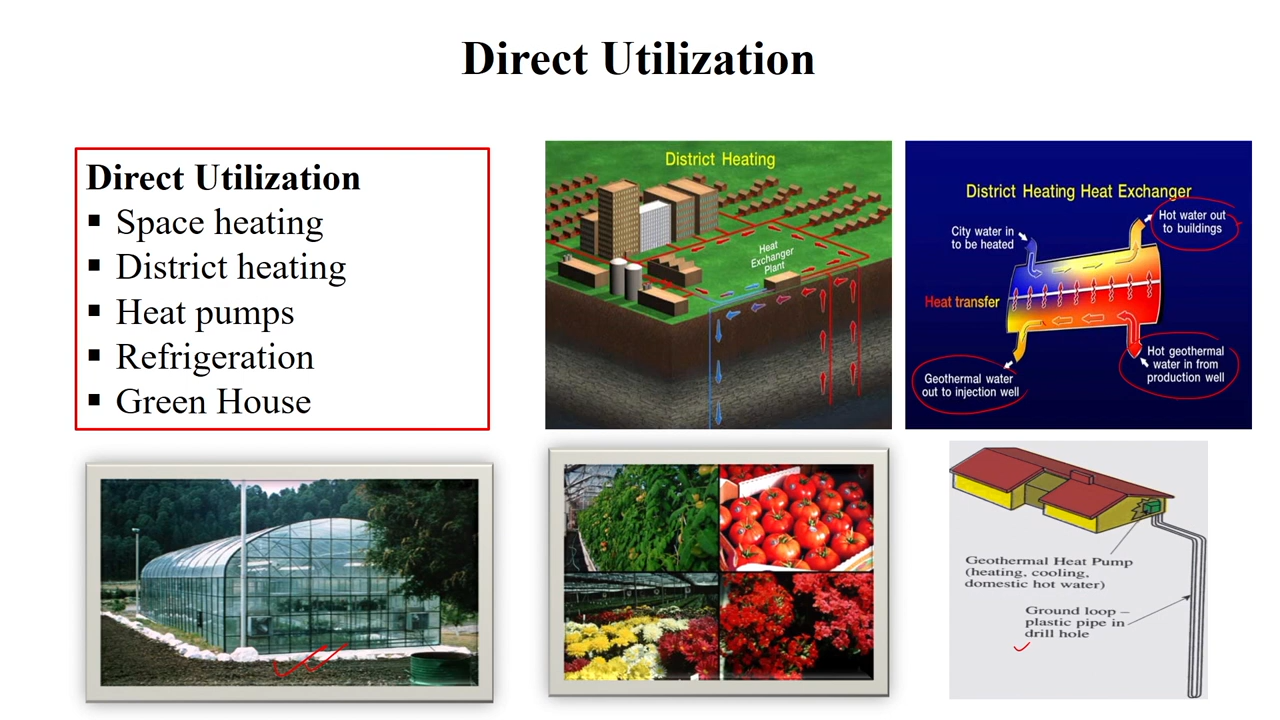 Direct Utilization
Direct Utilization
▪ Space heating
▪ District heating
▪ Heat pumps
▪ Refrigeration
▪ Green House
District Heating
Heat
Exchanger
Plant
District Heating Heat Exchanger
City water in
to be heated
Hot water out
to buildings
Heat transfer
Geothermal water
out to injection well
Hot geothermal
water in from
production well
Geothermal Heat Pump
(heating, cooling,
domestic hot water)
Ground loop –
plastic pipe in
drill hole